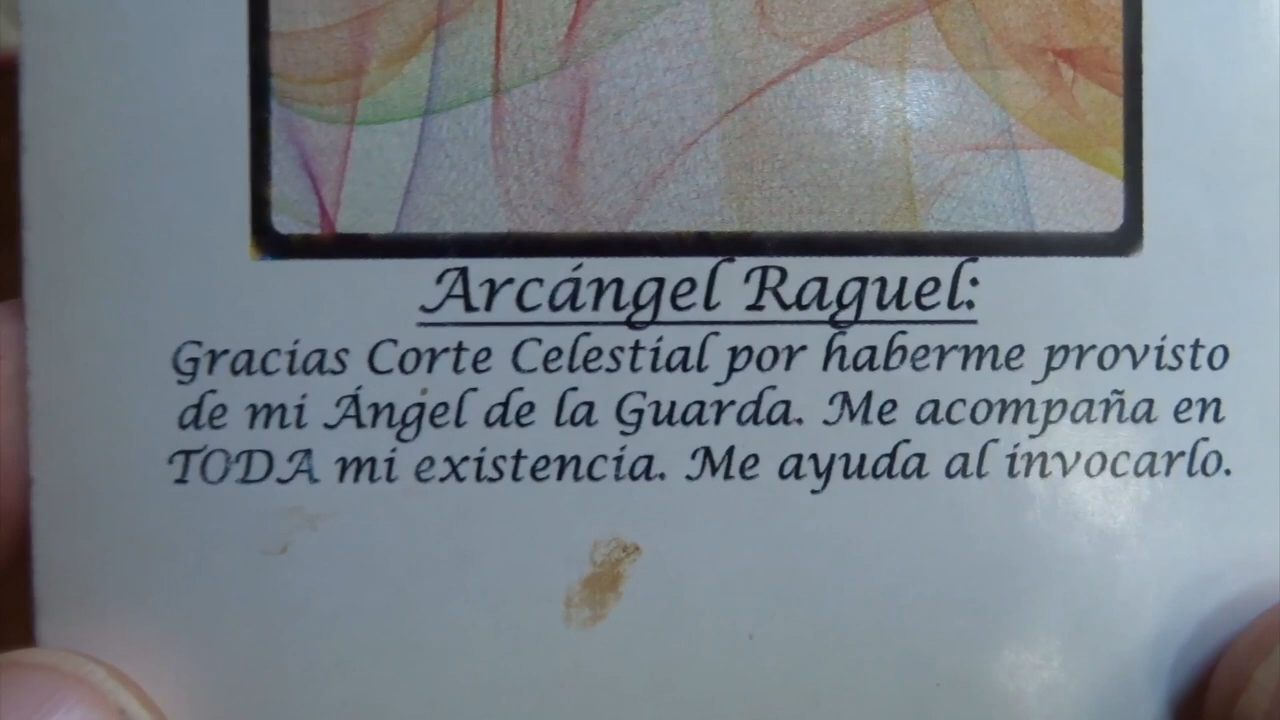 Arcángel Raguel:
Gracias Corte Celestial por haberme provisto
de mi Ángel de la Guarda. Me acompaña en
TODA mi existencia. Me ayuda al invocarlo.